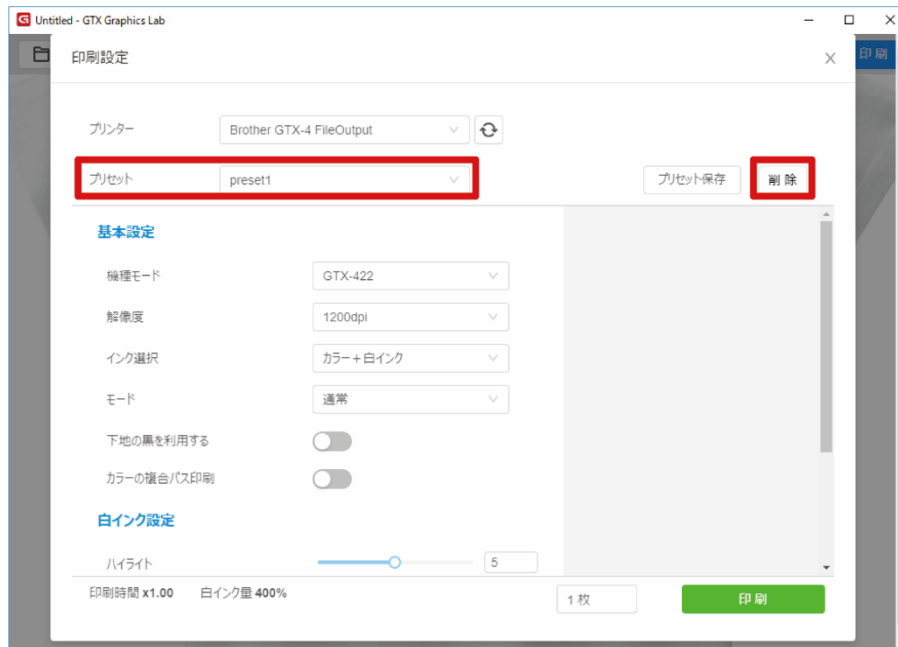 Untitled - GTX Graphics Lab
印刷
印刷設定
プリンター Brother GTX-4 FileOutput
プリセット preset1 プリセット保存 削除
基本設定
機種モード GTX-422
解像度 1200dpi
インク選択 カラー+白インク
モード 通常
下地の黒を利用する
カラーの複合パス印刷
白インク設定
ハイライト 5
印刷時間 x1.00 白インク量 400% 1 枚 印刷